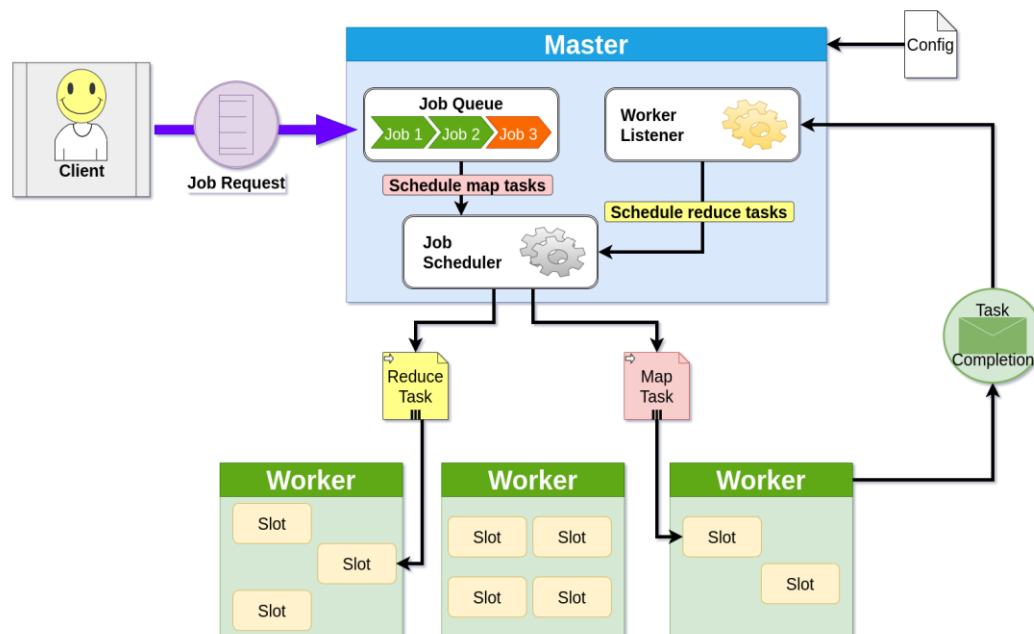 Master
Config
Job Queue
Job 1
Job 2
Job 3
Worker
Listener
Client
Job Request
Schedule map tasks
Schedule reduce tasks
Job
Scheduler
Task
Completion
Reduce
Task
Map
Task
Worker
Slot
Slot
Slot
Worker
Slot
Slot
Slot
Slot
Worker
Slot
Slot